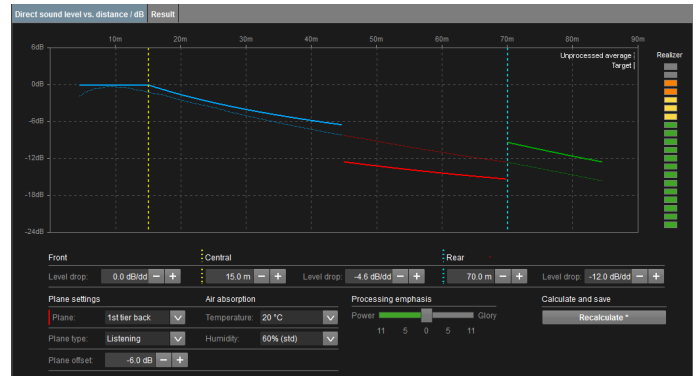 Direct sound level vs. distance / dB Result
10m 20m 30m 40m 50m 60m 70m 80m 90m
6dB
Unprocessed average |
Target |
Realizer
0dB
-6dB
-12dB
-18dB
-24dB
Front Central Rear
Level drop: 0.0 dB/dd - + 15.0 m - + Level drop: -4.6 dB/dd - + 70.0 m - + Level drop: -12.0 dB/dd - +
Plane settings Air absorption Processing emphasis Calculate and save
Plane: 1st tier back Temperature: 20 °C Power Glory Recalculate *
11 5 0 5 11
Plane type: Listening Humidity: 60% (std)
Plane offset: -6.0 dB - +